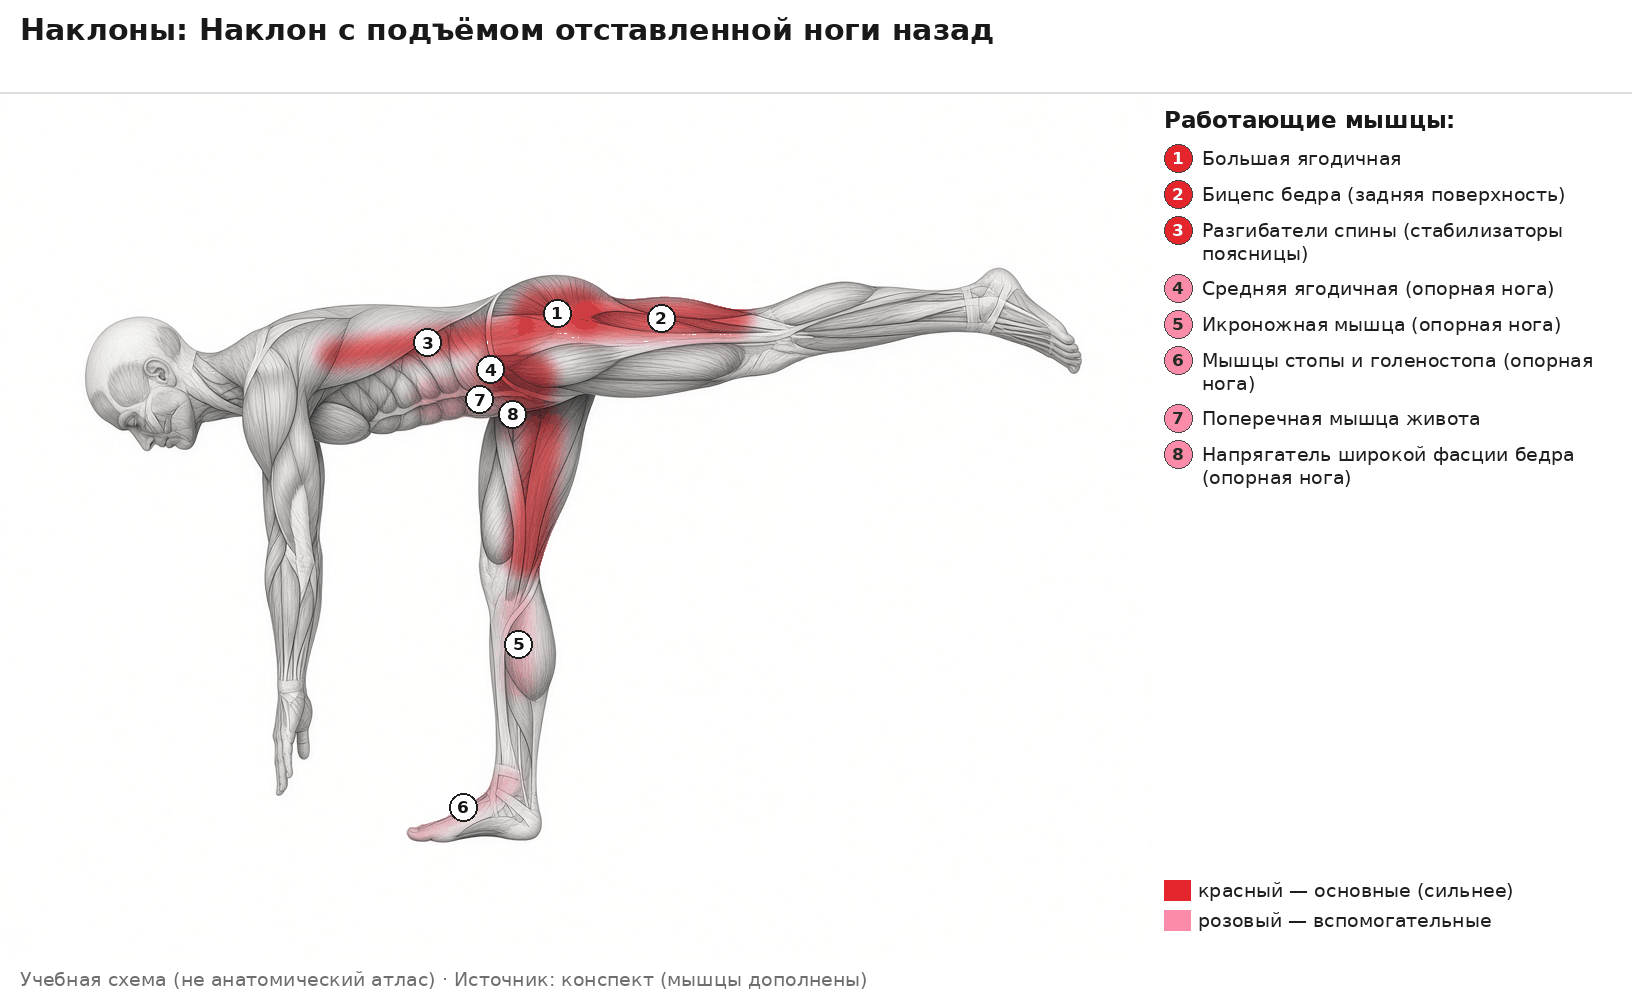 Наклоны: Наклон с подъёмом отставленной ноги назад
Работающие мышцы:
1 Большая ягодичная
2 Бицепс бедра (задняя поверхность)
3 Разгибатели спины (стабилизаторы
поясницы)
4 Средняя ягодичная (опорная нога)
5 Икроножная мышца (опорная нога)
6 Мышцы стопы и голеностопа (опорная
нога)
7 Поперечная мышца живота
8 Напрягатель широкой фасции бедра
(опорная нога)
1
2
3
4
7
8
5
6
красный — основные (сильнее)
розовый — вспомогательные
Учебная схема (не анатомический атлас) · Источник: конспект (мышцы дополнены)